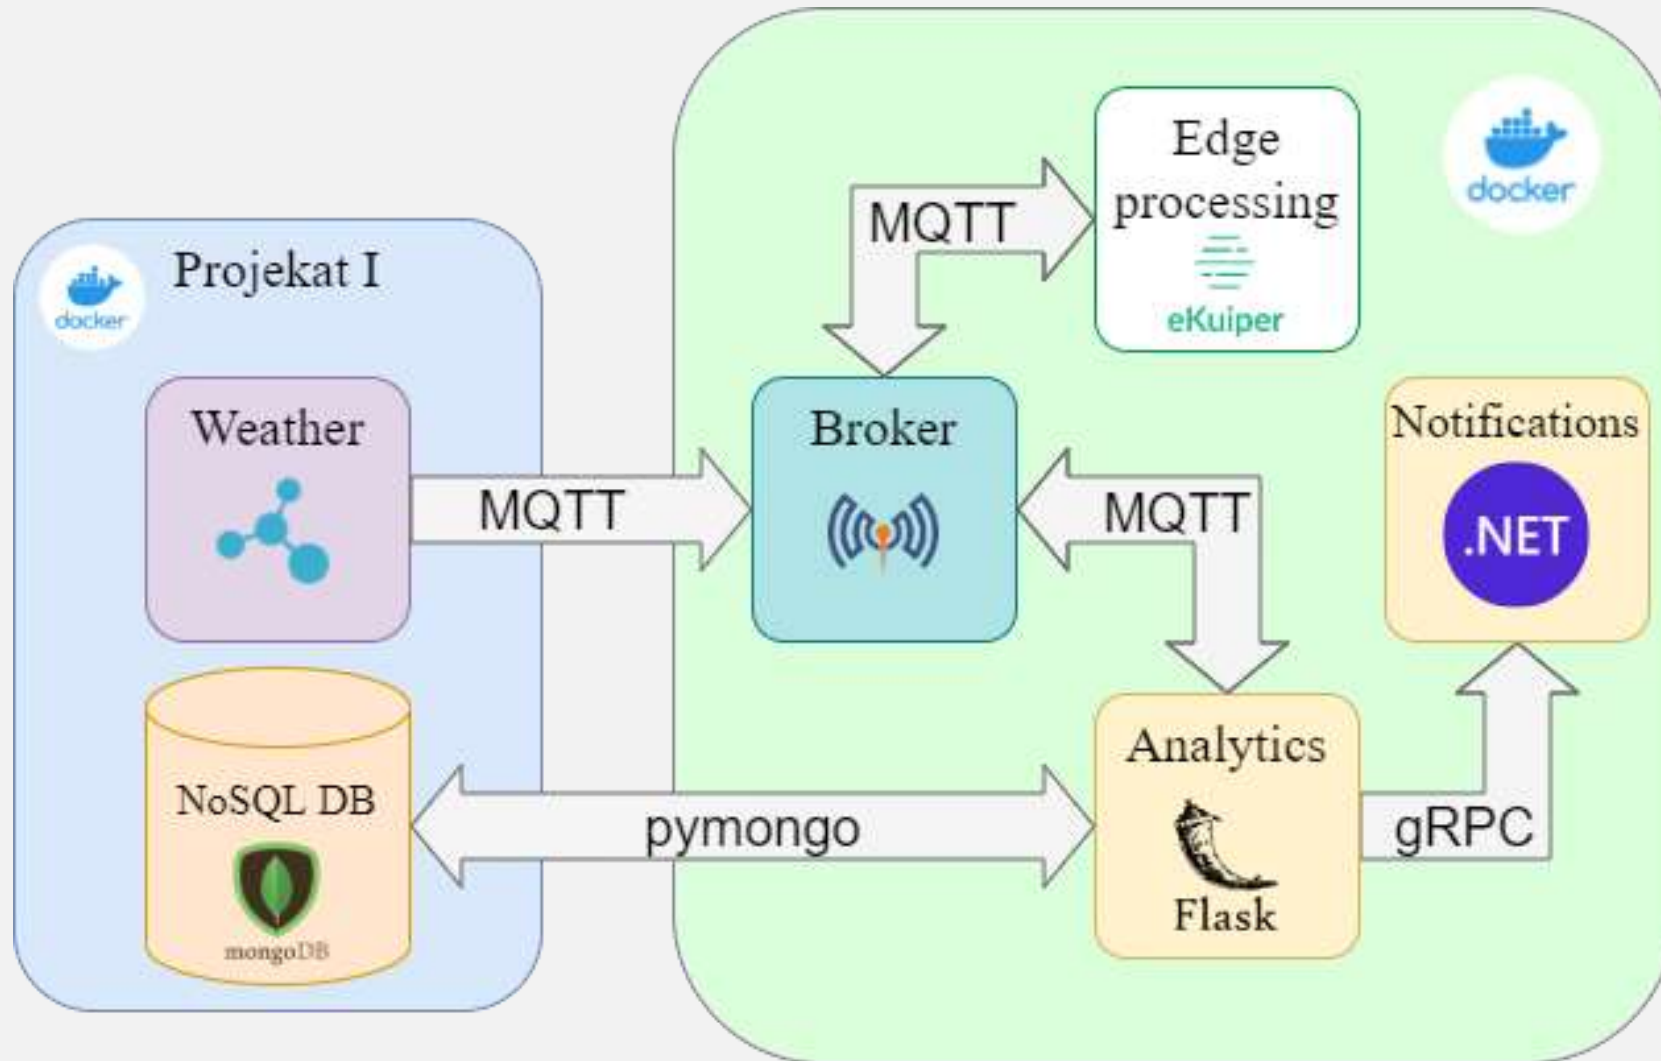 Projekat I
docker
Weather
MQTT
NoSQL DB
mongoDB
pymongo
docker
Edge
processing
eKuiper
MQTT
Broker
MQTT
Notifications
.NET
Analytics
Flask
gRPC